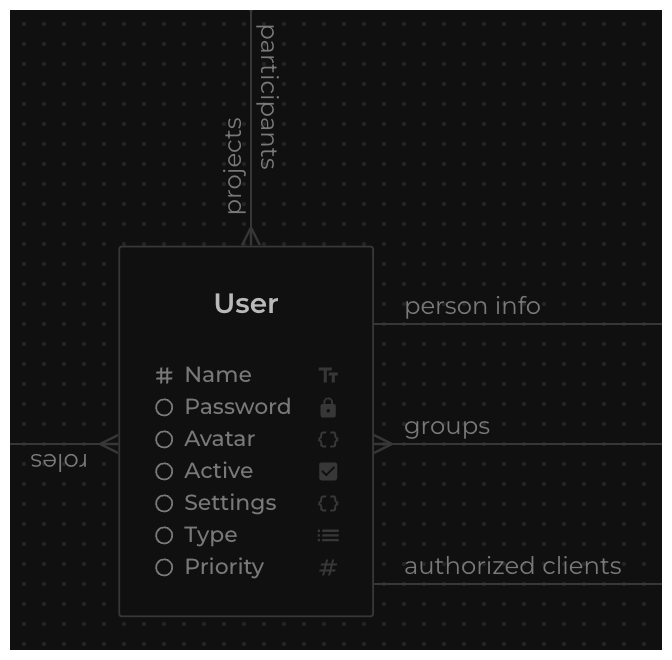 participants
projects
User
person info
# Name
Password
groups
Avatar
roles
Active
Settings
Type
authorized clients
Priority #